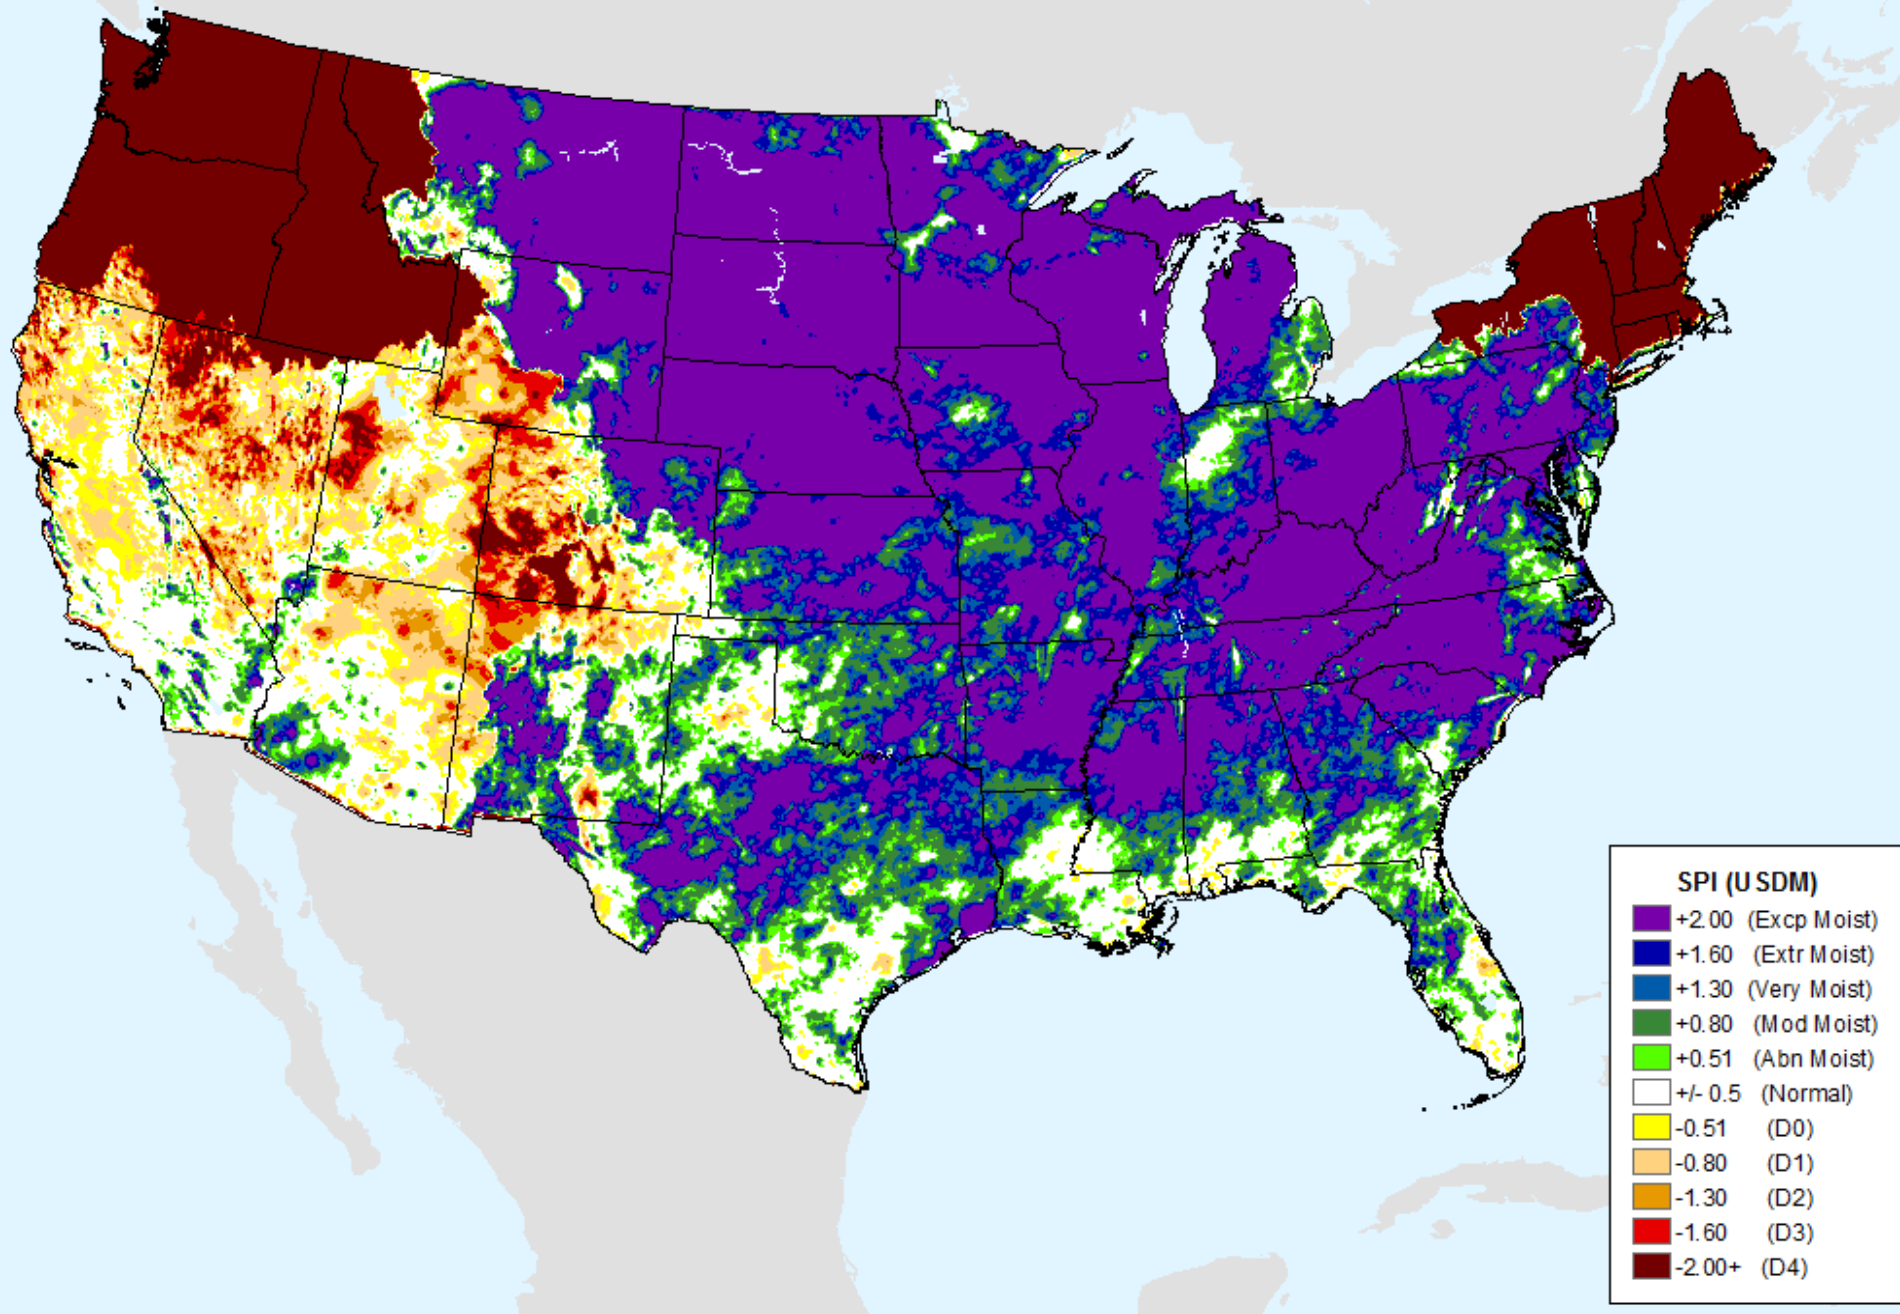 SPI (USDM)
+2.00 (Excp Moist)
+1.60 (Extr Moist)
+1.30 (Very Moist)
+0.80 (Mod Moist)
+0.51 (Abn Moist)
+/- 0.5 (Normal)
-0.51 (D0)
-0.80 (D1)
-1.30 (D2)
-1.60 (D3)
-2.00+ (D4)